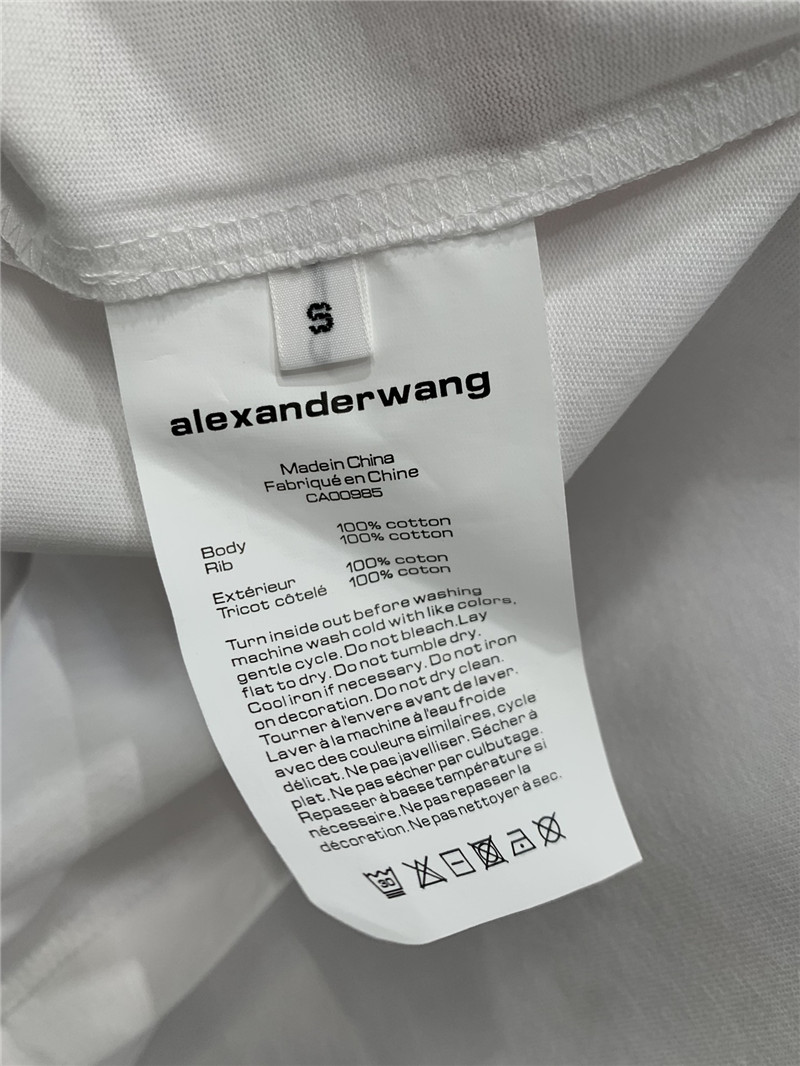 S
alexanderwang
Made in China
Fabriqué en Chine
CA00985
Body 100% cotton
Rib 100% cotton
Extérieur 100% coton
Tricot côtelé 100% coton
Turn inside out before washing
machine wash cold with like colors,
gentle cycle. Do not bleach.Lay
flat to dry. Do not tumble dry.
Cool iron if necessary. Do not iron
on decoration. Do not dry clean.
Tourner à l'envers avant de laver.
Laver à la machine à l'eau froide
avec des couleurs similaires, cycle
délicat. Ne pas javelliser. Sécher à
plat. Ne pas sécher par culbutage.
Repasser à basse température si
nècessaire. Ne pas repasser la
décoration. Ne pas nettoyer à sec.
30